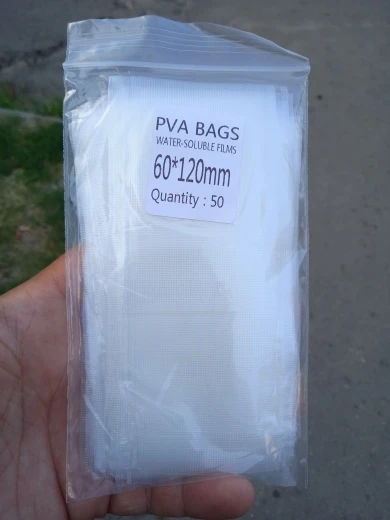 PVA BAGS
WATER-SOLUBLE FILMS
60*120mm
Quantity : 50